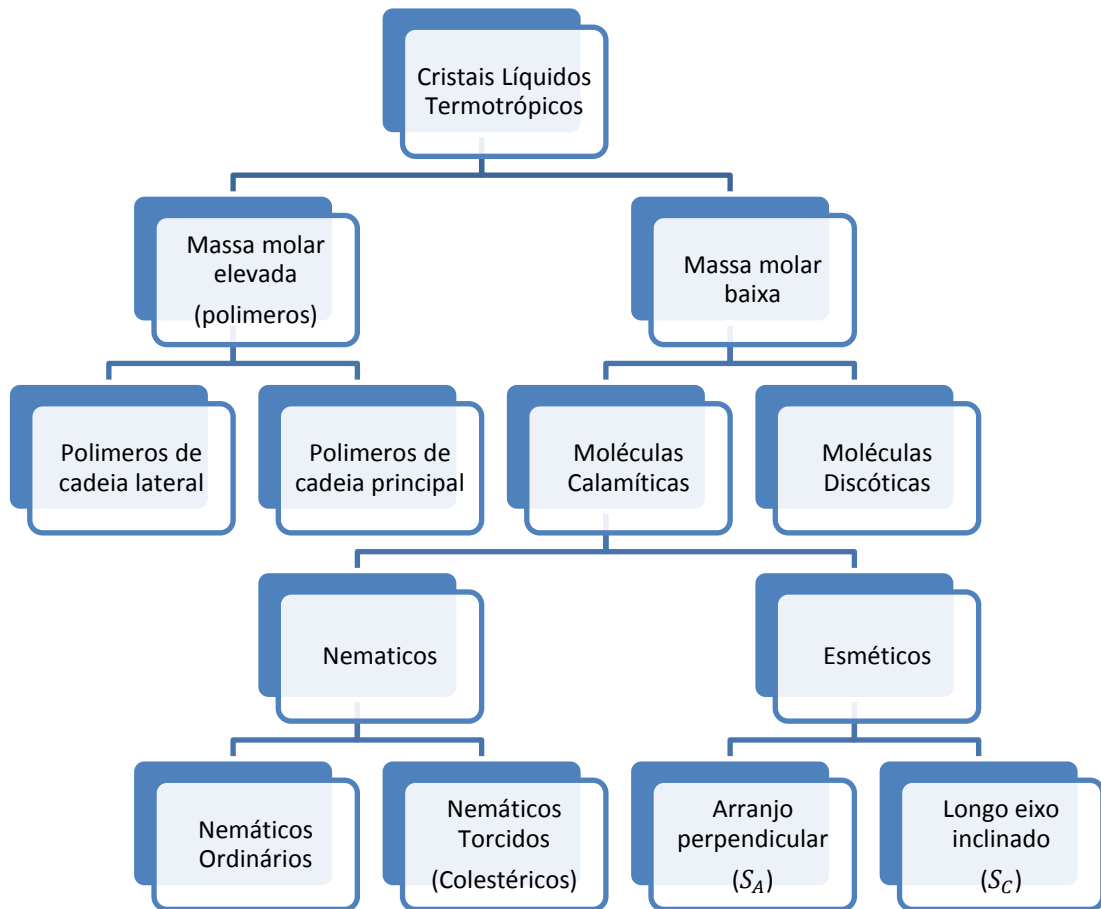 Cristais Líquidos
Termotrópicos
Massa molar
elevada
(polimeros)
Massa molar
baixa
Polimeros de
cadeia lateral
Polimeros de
cadeia principal
Moléculas
Calamíticas
Moléculas
Discóticas
Nematicos
Esméticos
Nemáticos
Ordinários
Nemáticos
Torcidos
(Colestéricos)
Arranjo
perpendicular
(S_A)
Longo eixo
inclinado
(S_C)